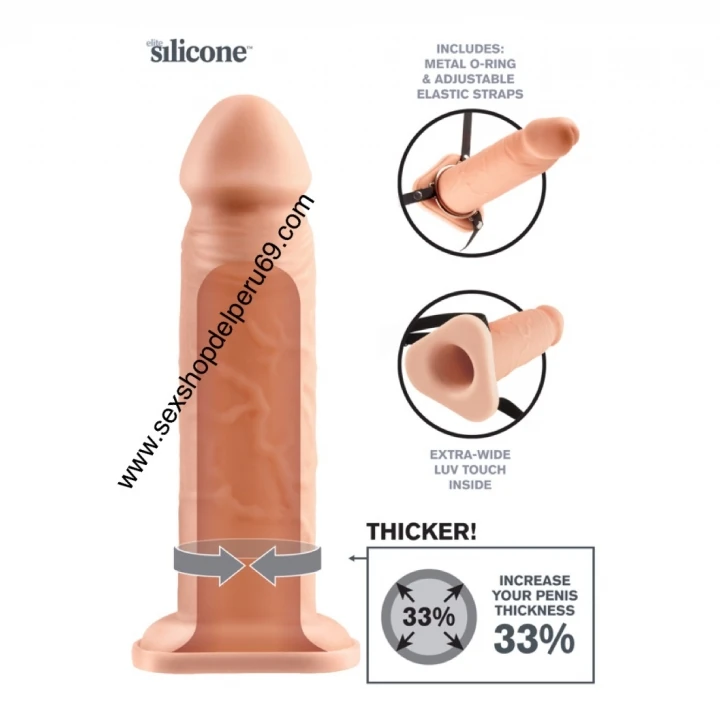 elite
silicone™
INCLUDES:
METAL O-RING
& ADJUSTABLE
ELASTIC STRAPS
www.sexshopdelperu69.com
EXTRA-WIDE
LUV TOUCH
INSIDE
THICKER!
33%
INCREASE
YOUR PENIS
THICKNESS
33%